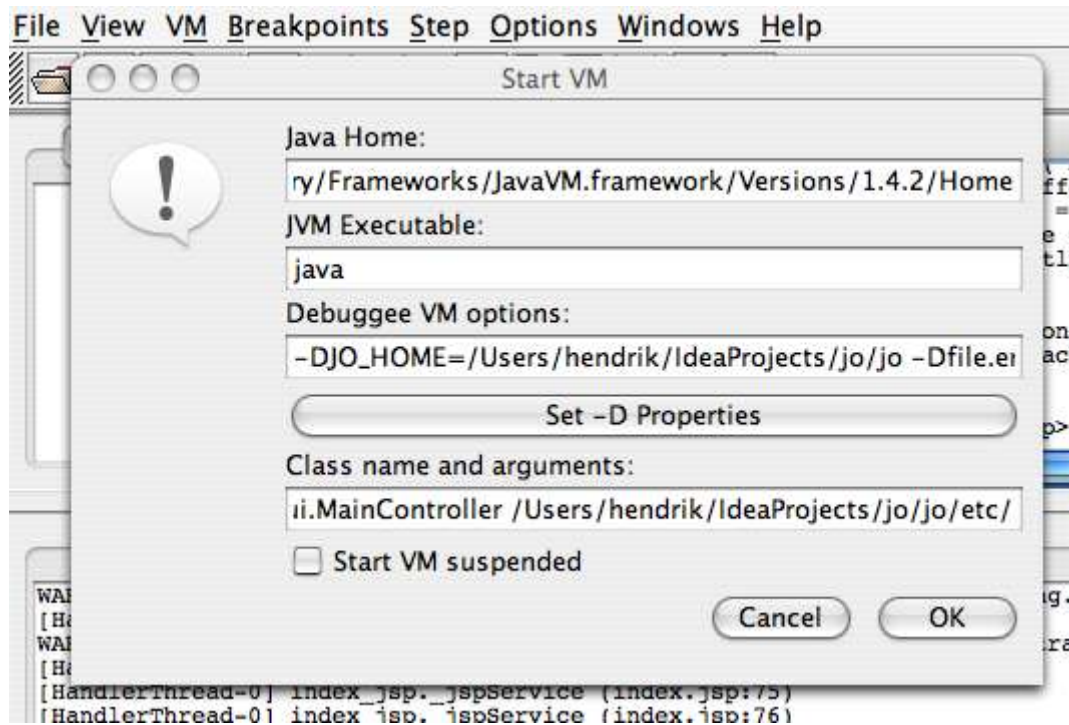 File View VM Breakpoints Step Options Windows Help
Start VM
Java Home:
ry/Frameworks/JavaVM.framework/Versions/1.4.2/Home
JVM Executable:
java
Debuggee VM options:
-DJO_HOME=/Users/hendrik/IdeaProjects/jo/jo -Dfile.en
Set -D Properties
Class name and arguments:
ui.MainController /Users/hendrik/IdeaProjects/jo/jo/etc/
Start VM suspended
Cancel OK
[HandlerThread-0] index_jsp._jspService (index.jsp:75)
[HandlerThread-0] index_jsp._jspService (index.jsp:76)